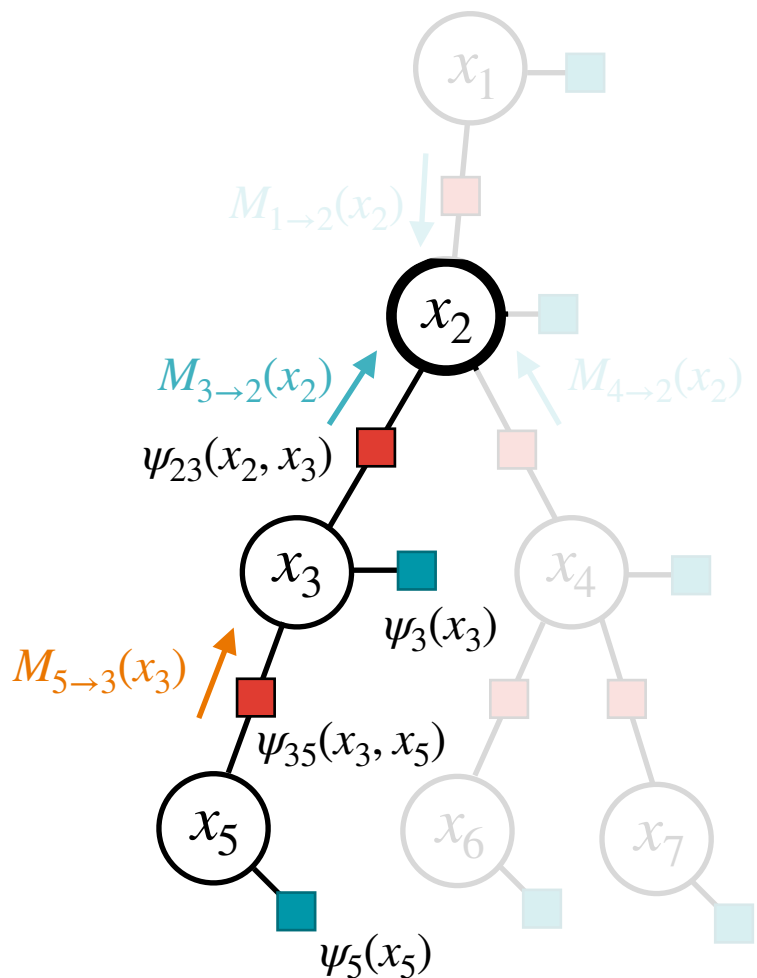 x₁
M₁→₂(x₂)
x₂
M₃→₂(x₂)
M₄→₂(x₂)
ψ₂₃(x₂, x₃)
x₃
x₄
ψ₃(x₃)
M₅→₃(x₃)
ψ₃₅(x₃, x₅)
x₅
x₆
x₇
ψ₅(x₅)